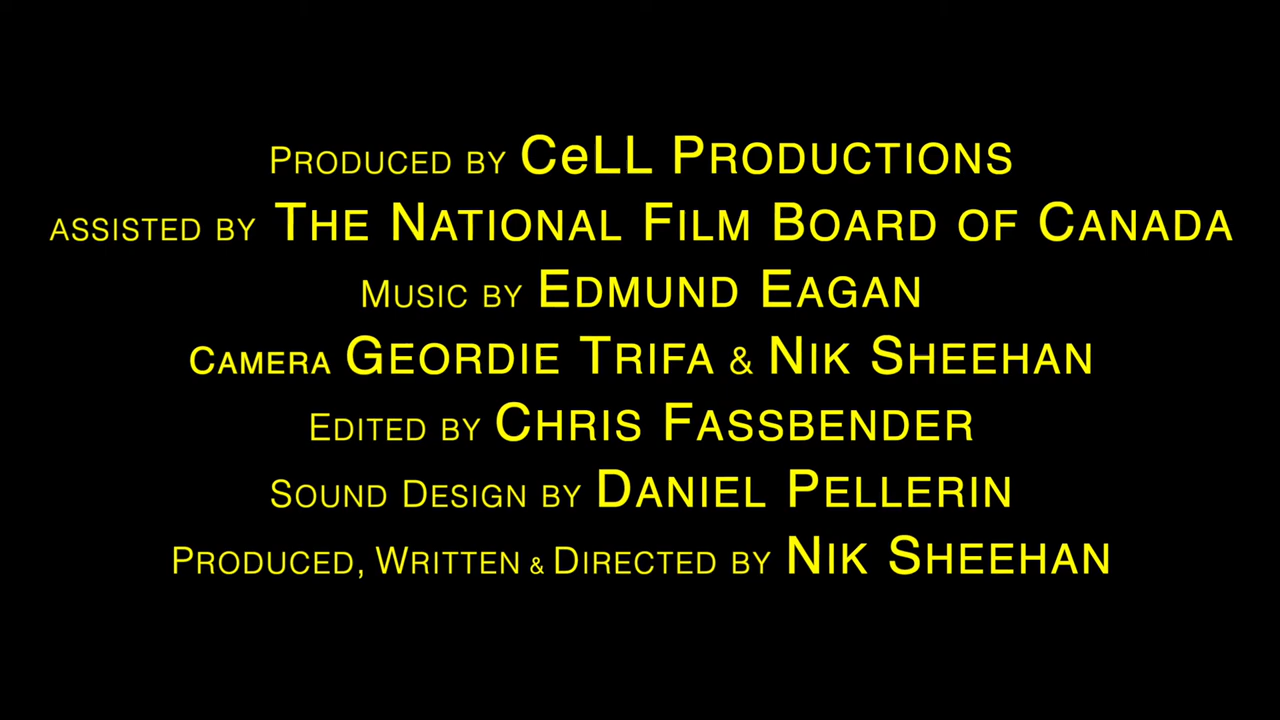 PRODUCED BY CeLL PRODUCTIONS
ASSISTED BY THE NATIONAL FILM BOARD OF CANADA
MUSIC BY EDMUND EAGAN
CAMERA GEORDIE TRIFA & NIK SHEEHAN
EDITED BY CHRIS FASSBENDER
SOUND DESIGN BY DANIEL PELLERIN
PRODUCED, WRITTEN & DIRECTED BY NIK SHEEHAN